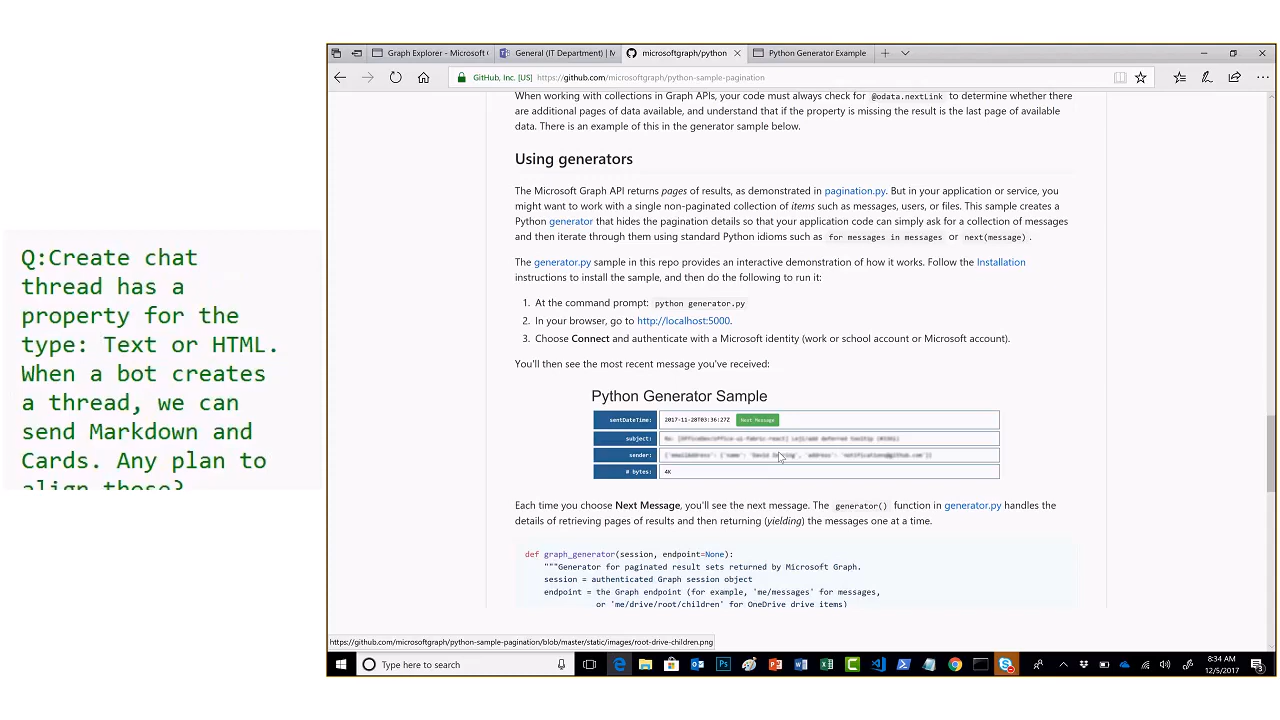 Q:Create chat
thread has a
property for the
type: Text or HTML.
When a bot creates
a thread, we can
send Markdown and
Cards. Any plan to
align those?
Graph Explorer - Microsoft
General (IT Department) | M
microsoftgraph/python
Python Generator Example
GitHub, Inc. [US] https://github.com/microsoftgraph/python-sample-pagination
When working with collections in Graph APIs, your code must always check for @odata.nextLink to determine whether there
are additional pages of data available, and understand that if the property is missing the result is the last page of available
data. There is an example of this in the generator sample below.
Using generators
The Microsoft Graph API returns pages of results, as demonstrated in pagination.py. But in your application or service, you
might want to work with a single non-paginated collection of items such as messages, users, or files. This sample creates a
Python generator that hides the pagination details so that your application code can simply ask for a collection of messages
and then iterate through them using standard Python idioms such as for messages in messages or next(message) .
The generator.py sample in this repo provides an interactive demonstration of how it works. Follow the Installation
instructions to install the sample, and then do the following to run it:
1. At the command prompt: python generator.py
2. In your browser, go to http://localhost:5000.
3. Choose Connect and authenticate with a Microsoft identity (work or school account or Microsoft account).
You'll then see the most recent message you've received:
Python Generator Sample
sentDateTime: 2017-11-28T03:36:27Z Next Message
subject:
sender:
# bytes: 4K
Each time you choose Next Message, you'll see the next message. The generator() function in generator.py handles the
details of retrieving pages of results and then returning (yielding) the messages one at a time.
def graph_generator(session, endpoint=None):
"""Generator for paginated result sets returned by Microsoft Graph.
session = authenticated Graph session object
endpoint = the Graph endpoint (for example, 'me/messages' for messages,
or 'me/drive/root/children' for OneDrive drive items)
https://github.com/microsoftgraph/python-sample-pagination/blob/master/static/images/root-drive-children.png
Type here to search
8:34 AM
12/5/2017